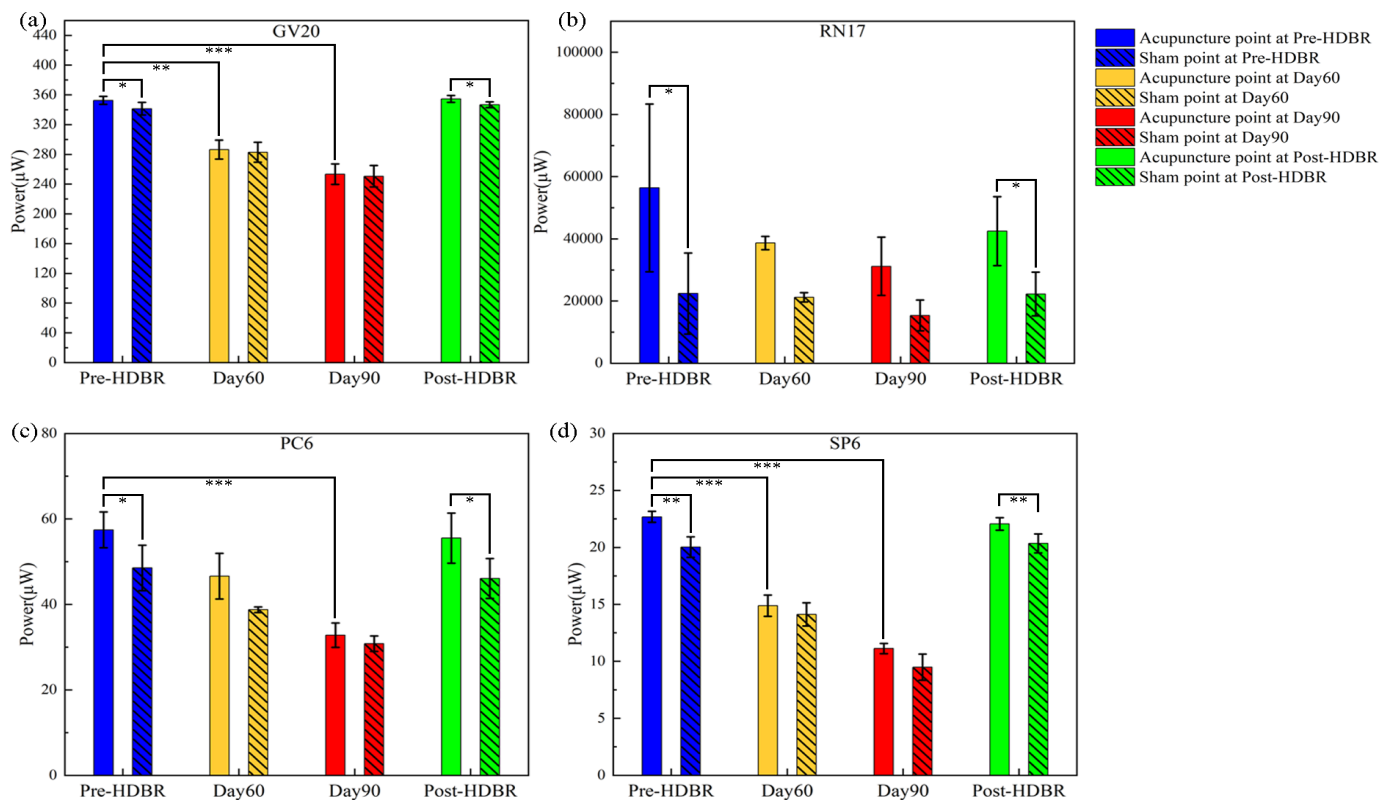 (a)
GV20
Power(μW)
440
400
360
320
280
240
200
160
120
80
40
0
***
**
*
*
Pre-HDBR Day60 Day90 Post-HDBR
(b)
RN17
Power(μW)
100000
80000
60000
40000
20000
0
*
*
Pre-HDBR Day60 Day90 Post-HDBR
Acupuncture point at Pre-HDBR
Sham point at Pre-HDBR
Acupuncture point at Day60
Sham point at Day60
Acupuncture point at Day90
Sham point at Day90
Acupuncture point at Post-HDBR
Sham point at Post-HDBR
(c)
PC6
Power(μW)
80
60
40
20
0
***
*
*
Pre-HDBR Day60 Day90 Post-HDBR
(d)
SP6
Power(μW)
30
25
20
15
10
5
0
***
***
**
**
Pre-HDBR Day60 Day90 Post-HDBR